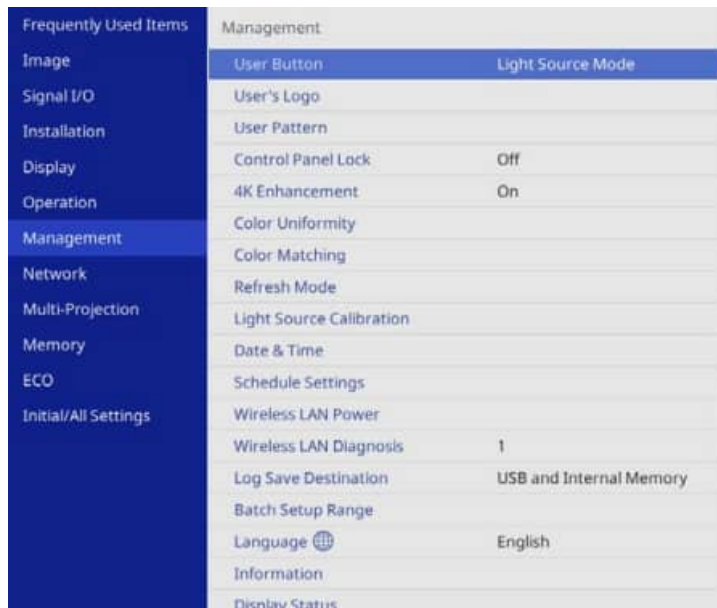 Frequently Used Items
Image
Signal I/O
Installation
Display
Operation
Management
Network
Multi-Projection
Memory
ECO
Initial/All Settings
Management
User Button Light Source Mode
User's Logo
User Pattern
Control Panel Lock Off
4K Enhancement On
Color Uniformity
Color Matching
Refresh Mode
Light Source Calibration
Date & Time
Schedule Settings
Wireless LAN Power
Wireless LAN Diagnosis 1
Log Save Destination USB and Internal Memory
Batch Setup Range
Language English
Information
Display Status